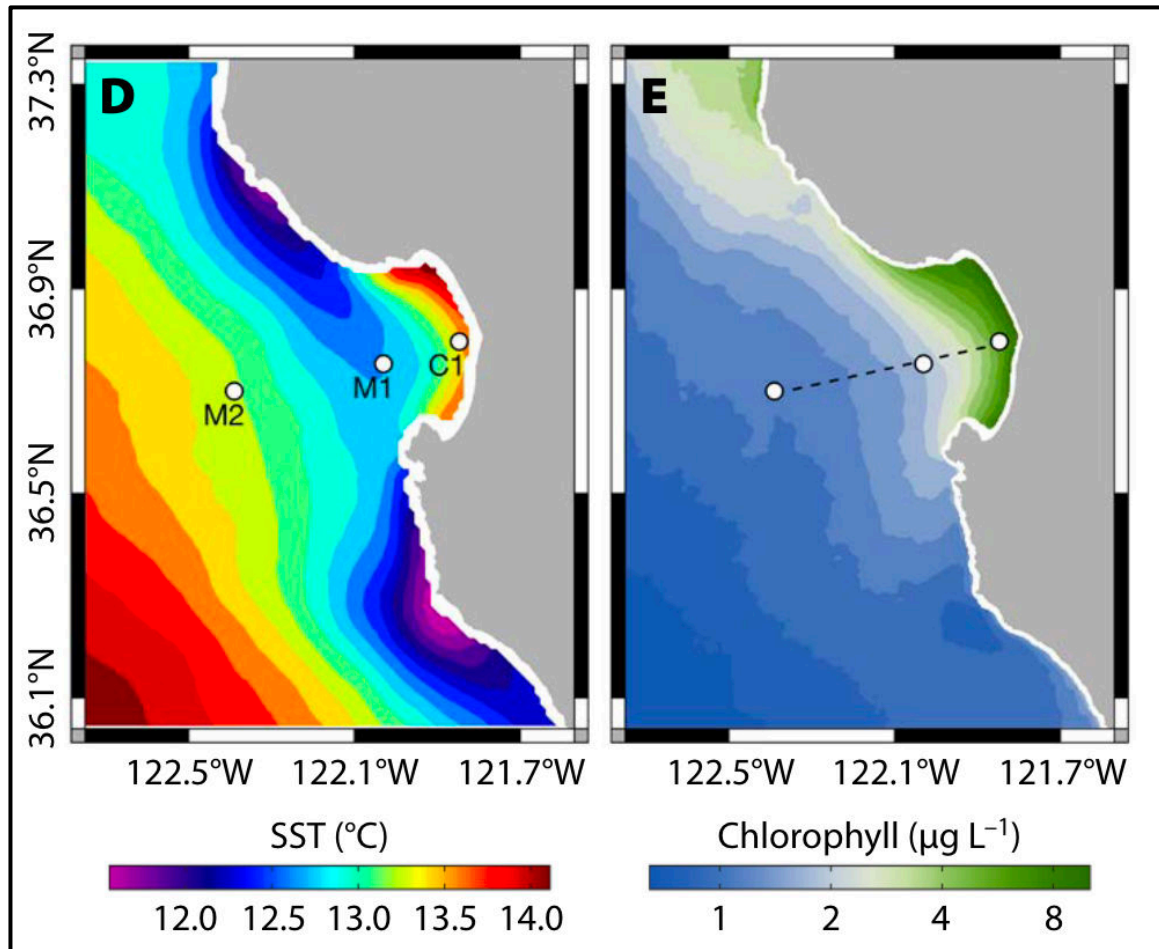 D
E
37.3°N
36.9°N
36.5°N
36.1°N
M2
M1
C1
122.5°W 122.1°W 121.7°W
122.5°W 122.1°W 121.7°W
SST (°C)
12.0 12.5 13.0 13.5 14.0
Chlorophyll (µg L⁻¹)
1 2 4 8